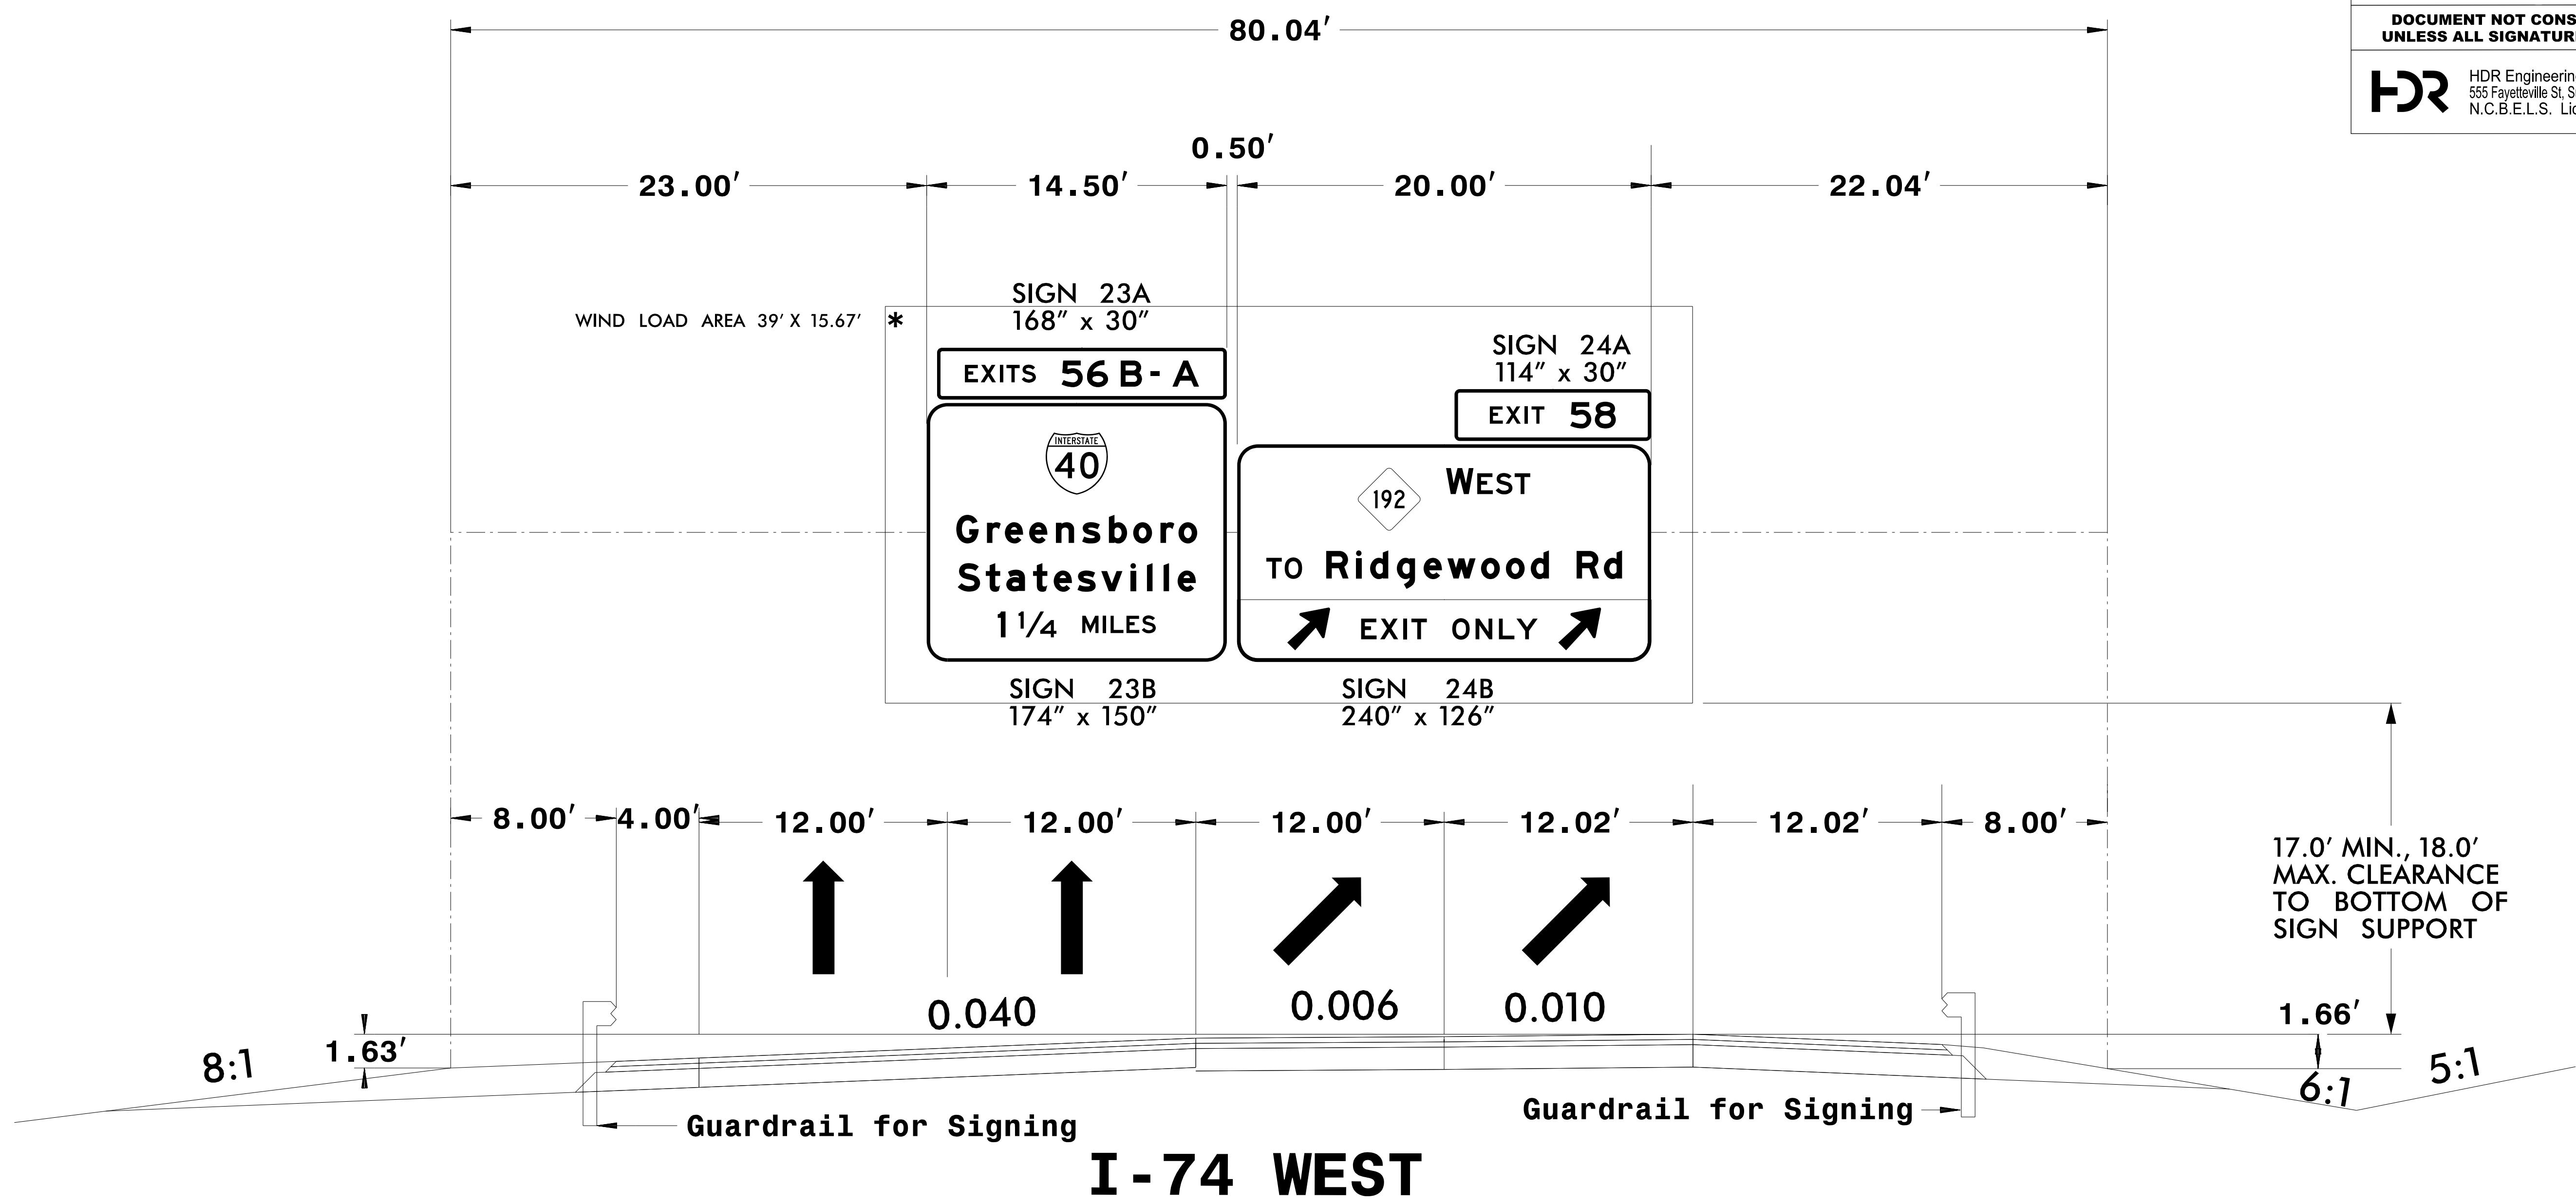 80.04'
DOCUMENT NOT CONS
UNLESS ALL SIGNATUR
HDR
HDR Engineerin
555 Fayetteville St, S
N.C.B.E.L.S. Lic
0.50'
23.00' 14.50' 20.00' 22.04'
SIGN 23A
168" x 30"
WIND LOAD AREA 39' X 15.67' *
SIGN 24A
114" x 30"
EXITS 56 B - A
EXIT 58
INTERSTATE
40
Greensboro
Statesville
1 1/4 MILES
192 WEST
TO Ridgewood Rd
EXIT ONLY
SIGN 23B
174" x 150"
SIGN 24B
240" x 126"
8.00' 4.00' 12.00' 12.00' 12.00' 12.02' 12.02' 8.00'
17.0' MIN., 18.0'
MAX. CLEARANCE
TO BOTTOM OF
SIGN SUPPORT
0.040 0.006 0.010
1.66'
1.63'
8:1
6:1
5:1
Guardrail for Signing
Guardrail for Signing
I-74 WEST